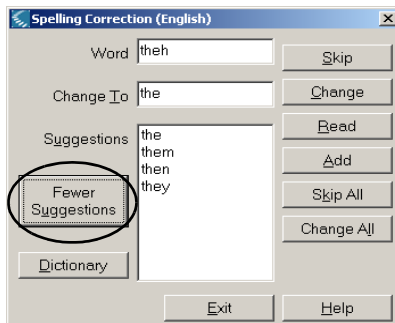 Spelling Correction (English)
Word
theh
Skip
Change To
the
Change
Suggestions
the
them
then
they
Read
Add
Fewer
Suggestions
Skip All
Change All
Dictionary
Exit
Help